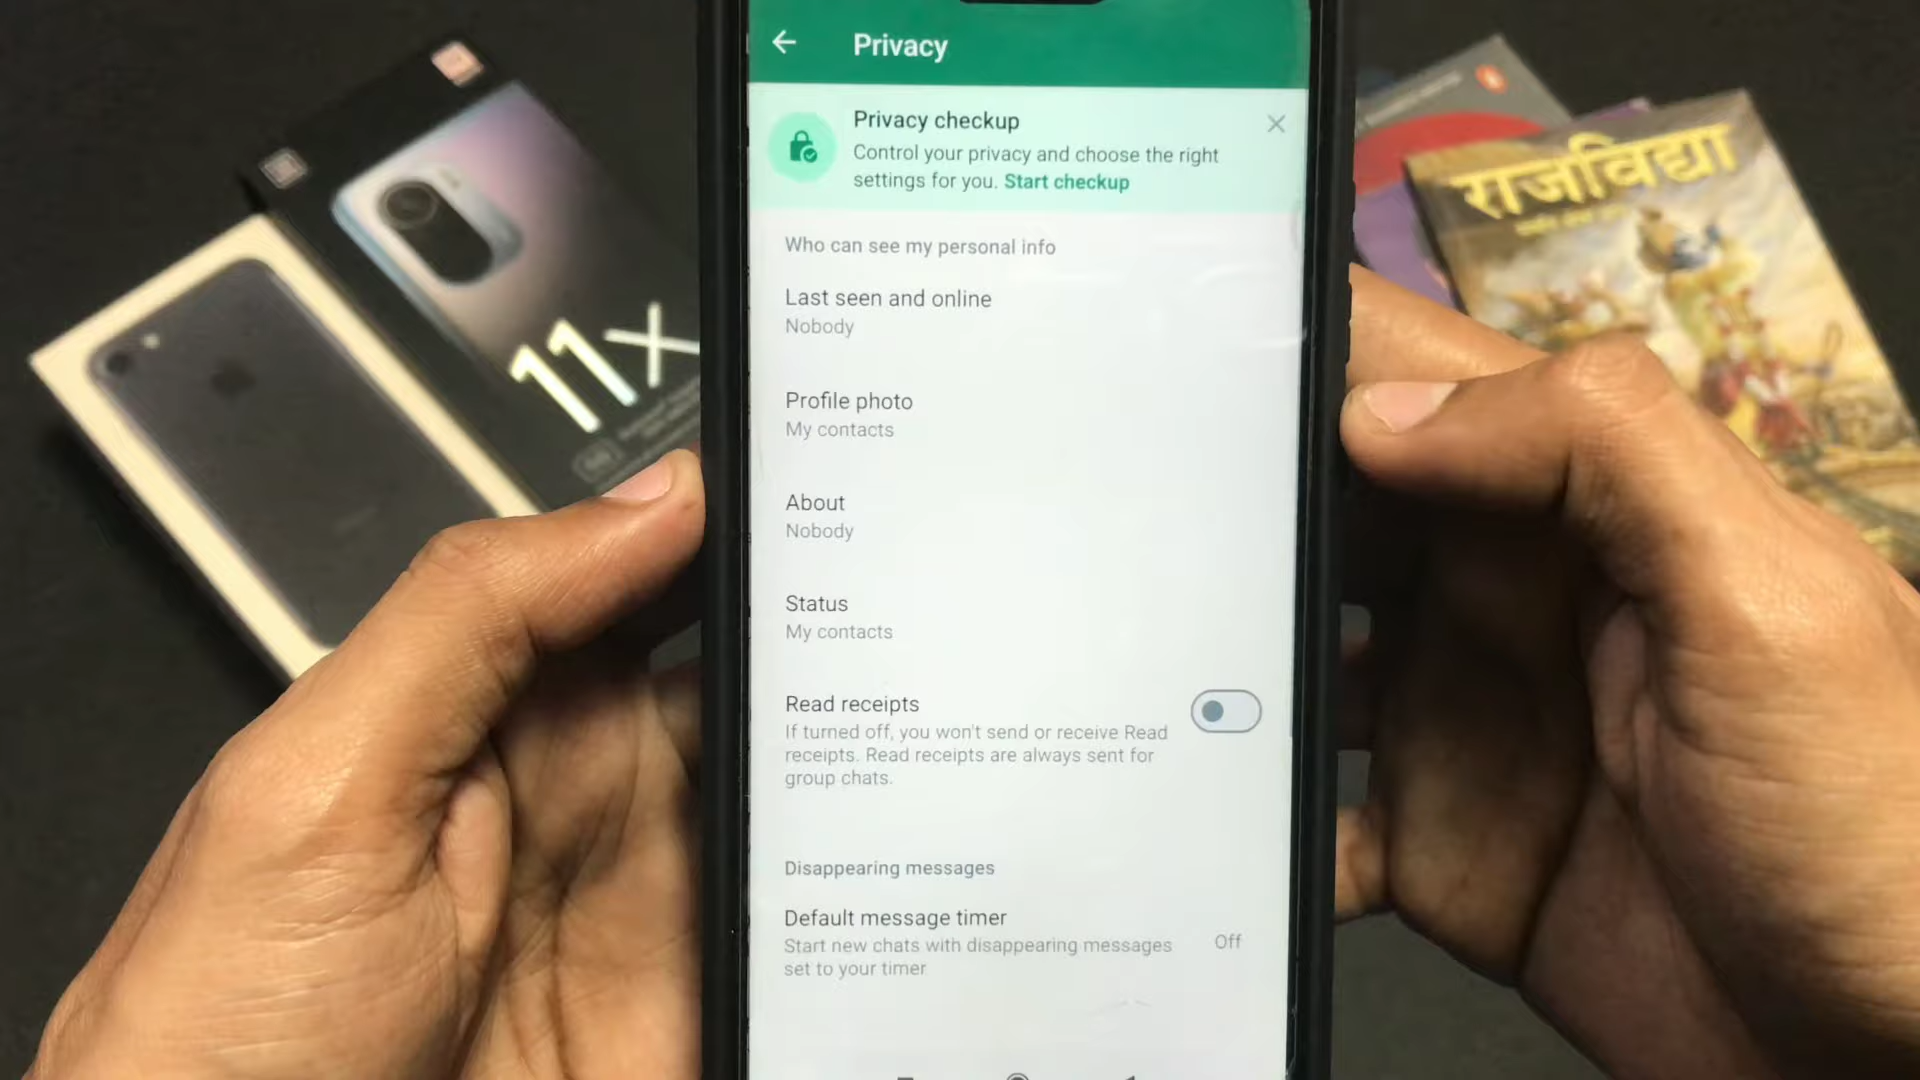 Privacy
Privacy checkup
Control your privacy and choose the right
settings for you. Start checkup
Who can see my personal info
Last seen and online
Nobody
Profile photo
My contacts
About
Nobody
Status
My contacts
Read receipts
If turned off, you won't send or receive Read
receipts. Read receipts are always sent for
group chats.
Disappearing messages
Default message timer
Start new chats with disappearing messages
set to your timer
Off
11X
राजविद्या